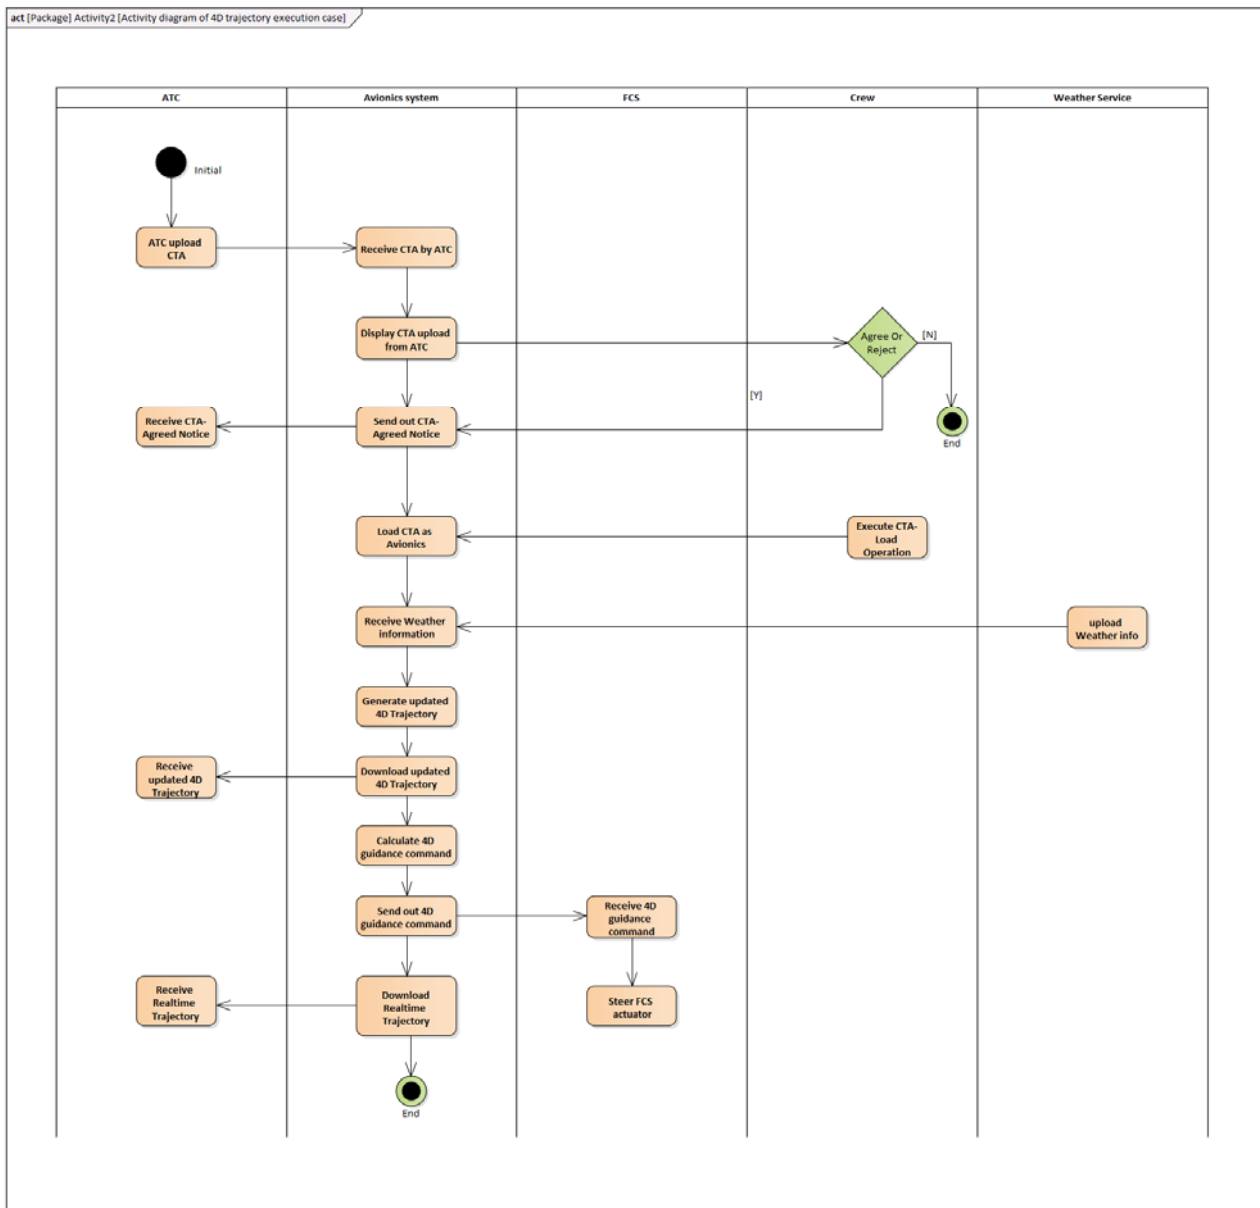 act [Package] Activity2 [Activity diagram of 4D trajectory execution case]
ATC
Avionics system
FCS
Crew
Weather Service
Initial
ATC upload
CTA
Receive CTA by ATC
Display CTA upload
from ATC
Agree Or
Reject
[N]
[Y]
End
Receive CTA-
Agreed Notice
Send out CTA-
Agreed Notice
Load CTA as
Avionics
Execute CTA-
Load
Operation
Receive Weather
information
upload
Weather info
Generate updated
4D Trajectory
Receive
updated 4D
Trajectory
Download updated
4D Trajectory
Calculate 4D
guidance command
Send out 4D
guidance command
Receive 4D
guidance
command
Receive
Realtime
Trajectory
Download
Realtime
Trajectory
Steer FCS
actuator
End